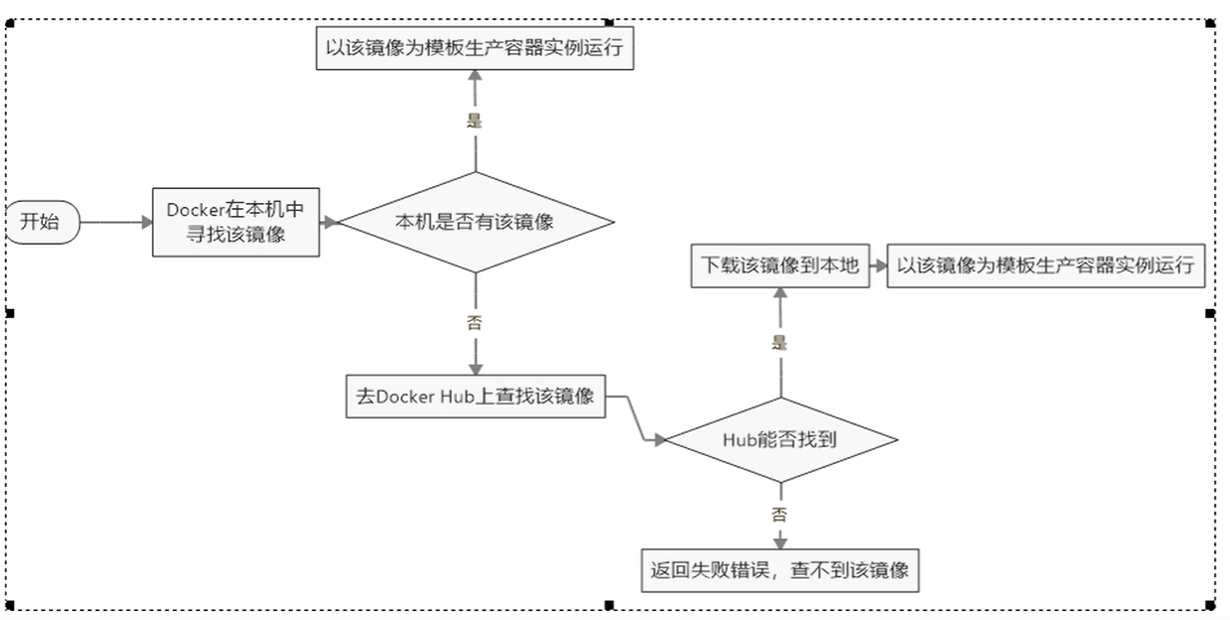 以该镜像为模板生产容器实例运行
是
开始
Docker在本机中
寻找该镜像
本机是否有该镜像
否
下载该镜像到本地
以该镜像为模板生产容器实例运行
是
去Docker Hub上查找该镜像
Hub能否找到
否
返回失败错误，查不到该镜像